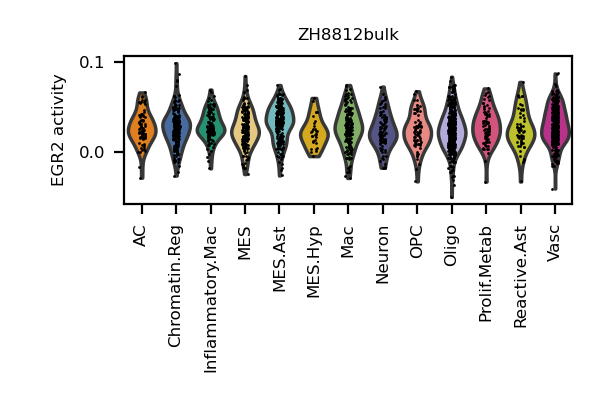 ZH8812bulk
EGR2 activity
0.1
0.0
AC
Chromatin.Reg
Inflammatory.Mac
MES
MES.Ast
MES.Hyp
Mac
Neuron
OPC
Oligo
Prolif.Metab
Reactive.Ast
Vasc